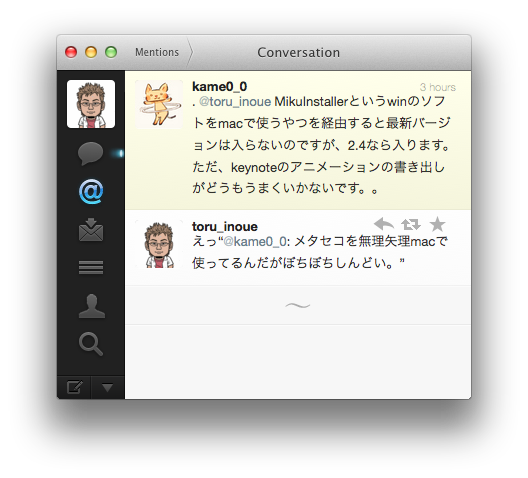 Mentions
Conversation
kame0_0
3 hours
. @toru_inoue MikuInstallerというwinのソフ
トをmacで使うやつを経由すると最新バージ
ョンは入らないのですが、2.4なら入ります。
ただ、keynoteのアニメーションの書き出し
がどうもうまくいかないです。。
toru_inoue
えっ“@kame0_0: メタセコを無理矢理macで
使ってるんだがぼちぼちしんどい。”